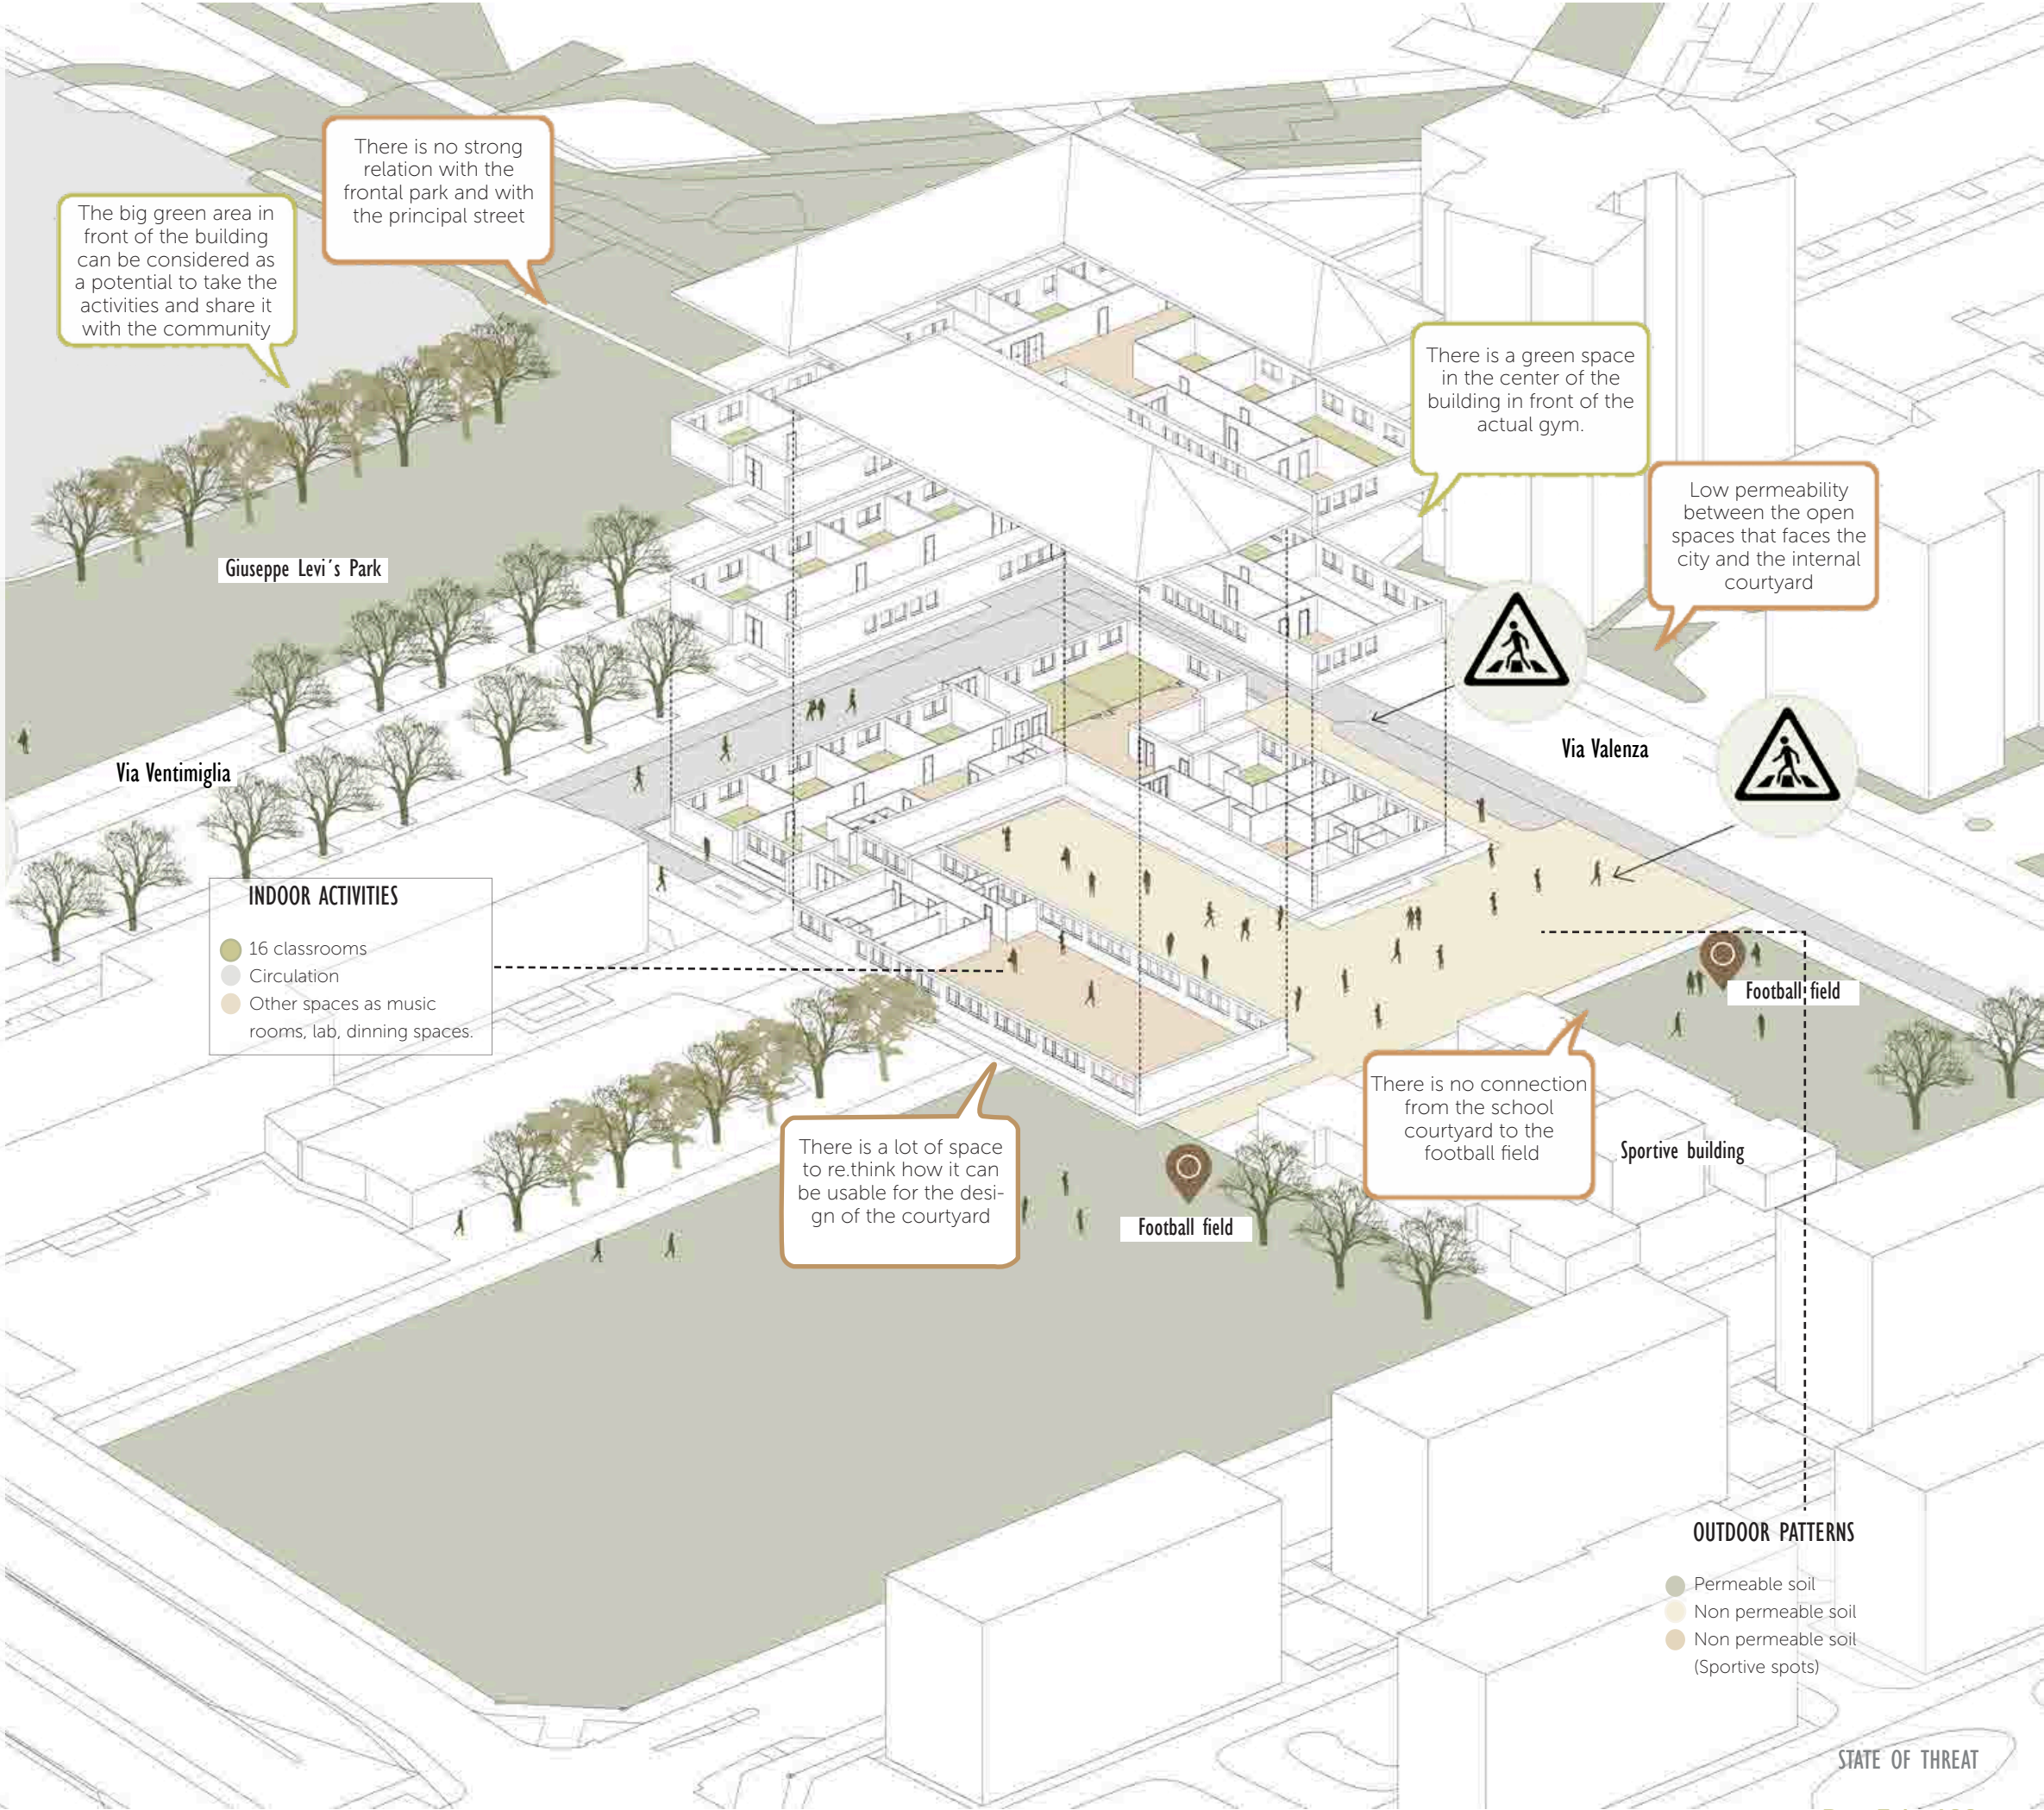 There is no strong
relation with the
frontal park and with
the principal street
The big green area in
front of the building
can be considered as
a potential to take the
activities and share it
with the community
There is a green space
in the center of the
building in front of the
actual gym.
Low permeability
between the open
spaces that faces the
city and the internal
courtyard
Giuseppe Levi´s Park
Via Ventimiglia
Via Valenza
INDOOR ACTIVITIES
16 classrooms
Circulation
Other spaces as music
rooms, lab, dinning spaces.
Football field
There is no connection
from the school
courtyard to the
football field
Sportive building
There is a lot of space
to re.think how it can
be usable for the desi-
gn of the courtyard
Football field
OUTDOOR PATTERNS
Permeable soil
Non permeable soil
Non permeable soil
(Sportive spots)
STATE OF THREAT